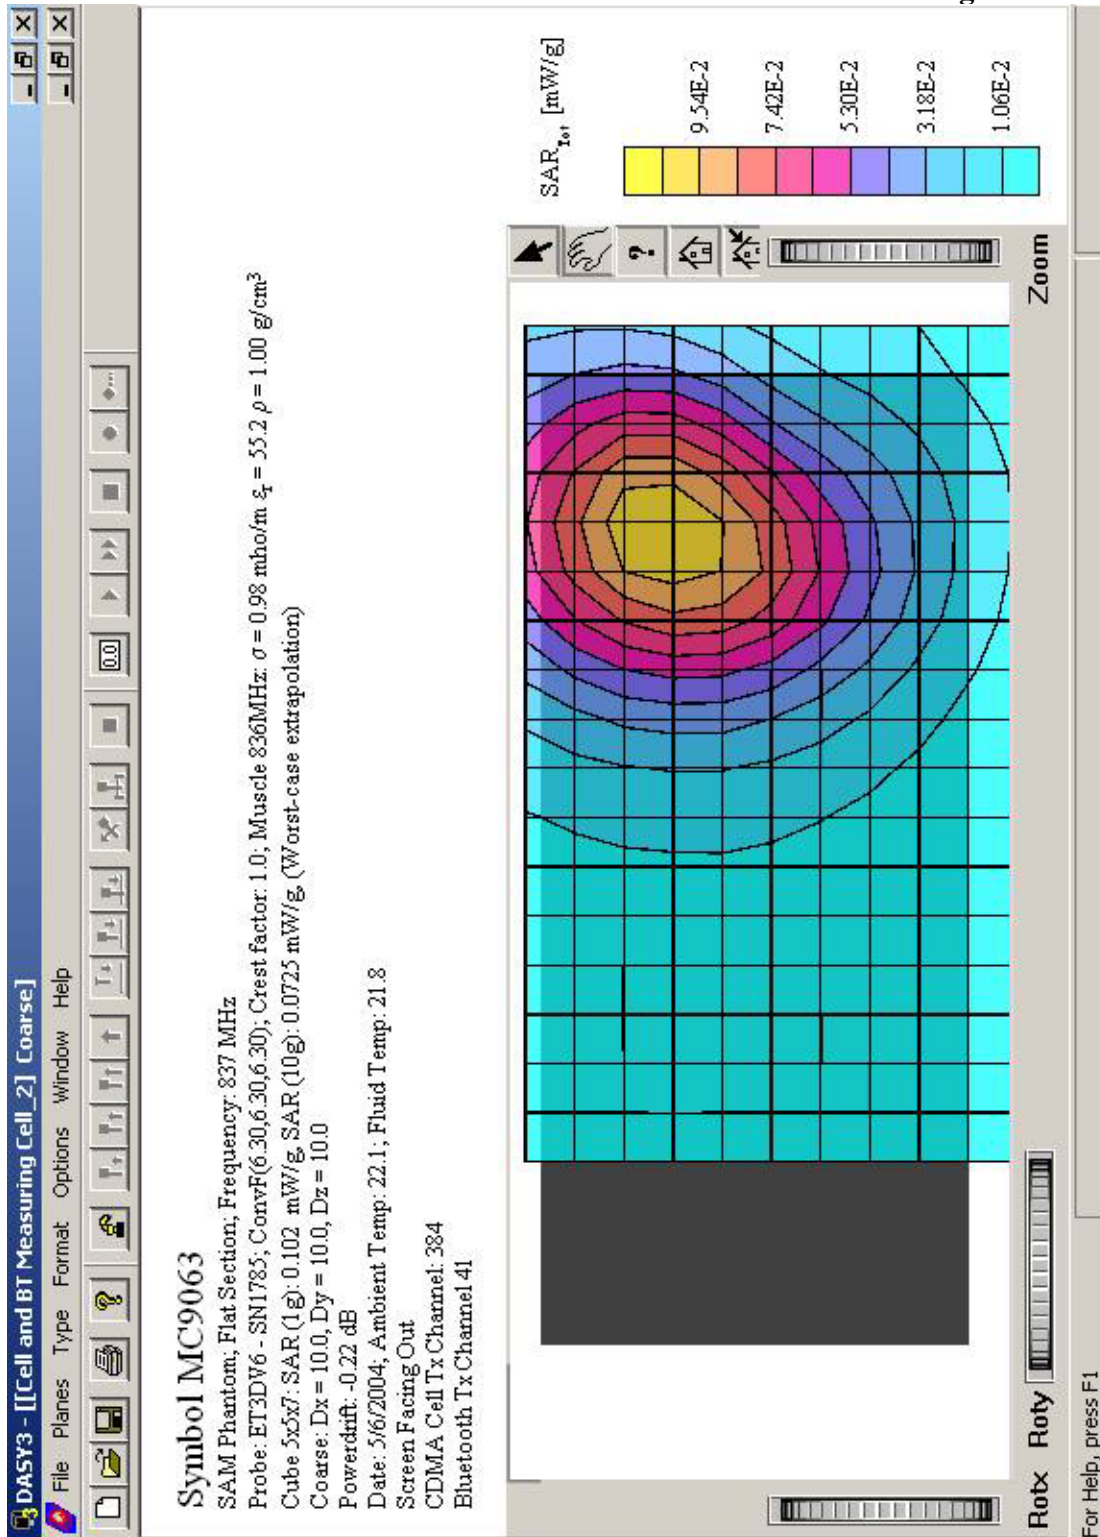 g
DASY3 - [[Cell and BT Measuring Cell_2] Coarse]
File Planes Type Format Options Window Help
0.0
Symbol MC9063
SAM Phantom; Flat Section; Frequency: 837 MHz
Probe: ET3DV6 - SN1785; ConvF(6.30,6.30,6.30); Crest factor: 1.0; Muscle 836MHz: σ = 0.98 mho/m εr = 55.2 ρ = 1.00 g/cm³
Cube 5x5x7: SAR (1g): 0.102 mW/g, SAR (10g): 0.0725 mW/g, (Worst-case extrapolation)
Coarse: Dx = 10.0, Dy = 10.0, Dz = 10.0
Powerdrift: -0.22 dB
Date: 5/6/2004; Ambient Temp: 22.1; Fluid Temp: 21.8
Screen Facing Out
CDMA Cell Tx Channel: 384
Bluetooth Tx Channel 41
SARTot [mW/g]
9.54E-2
7.42E-2
5.30E-2
3.18E-2
1.06E-2
Rotx Roty Zoom
For Help, press F1